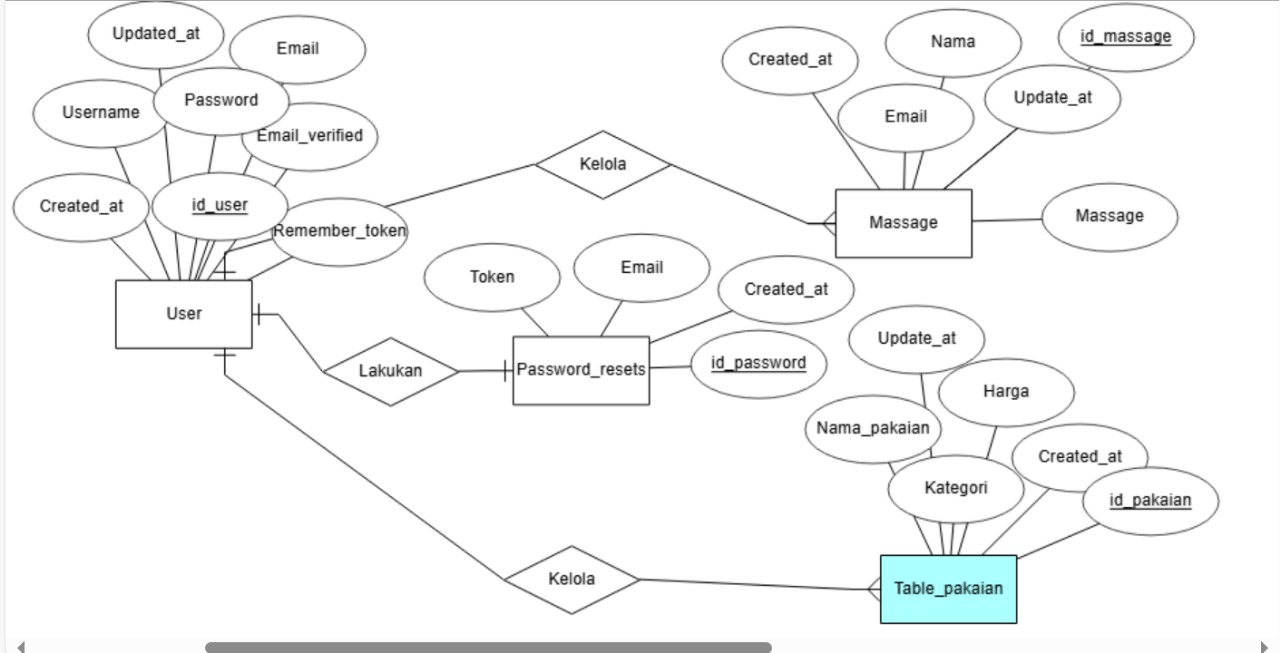 Updated_at
Email
Username
Password
Email_verified
Created_at
id_user
Remember_token
User
Kelola
Created_at
Nama
id_massage
Email
Update_at
Massage
Massage
Lakukan
Token
Email
Created_at
Password_resets
id_password
Update_at
Harga
Nama_pakaian
Created_at
Kategori
id_pakaian
Kelola
Table_pakaian